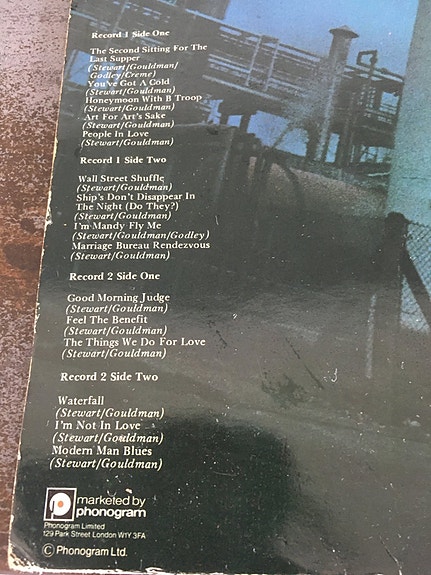 Record 1 Side One
The Second Sitting For The
Last Supper
(Stewart/Gouldman/
Godley/Creme)
You've Got A Cold
(Stewart/Gouldman)
Honeymoon With B Troop
(Stewart/Gouldman)
Art For Art's Sake
(Stewart/Gouldman)
People In Love
(Stewart/Gouldman)
Record 1 Side Two
Wall Street Shuffle
(Stewart/Gouldman)
Ship's Don't Disappear In
The Night (Do They?)
(Stewart/Gouldman)
I'm Mandy Fly Me
(Stewart/Gouldman/Godley)
Marriage Bureau Rendezvous
(Stewart/Gouldman)
Record 2 Side One
Good Morning Judge
(Stewart/Gouldman)
Feel The Benefit
(Stewart/Gouldman)
The Things We Do For Love
(Stewart/Gouldman)
Record 2 Side Two
Waterfall
(Stewart/Gouldman)
I'm Not In Love
(Stewart/Gouldman)
Modern Man Blues
(Stewart/Gouldman)
marketed by
phonogram
Phonogram Limited
129 Park Street London W1Y 3FA
© Phonogram Ltd.